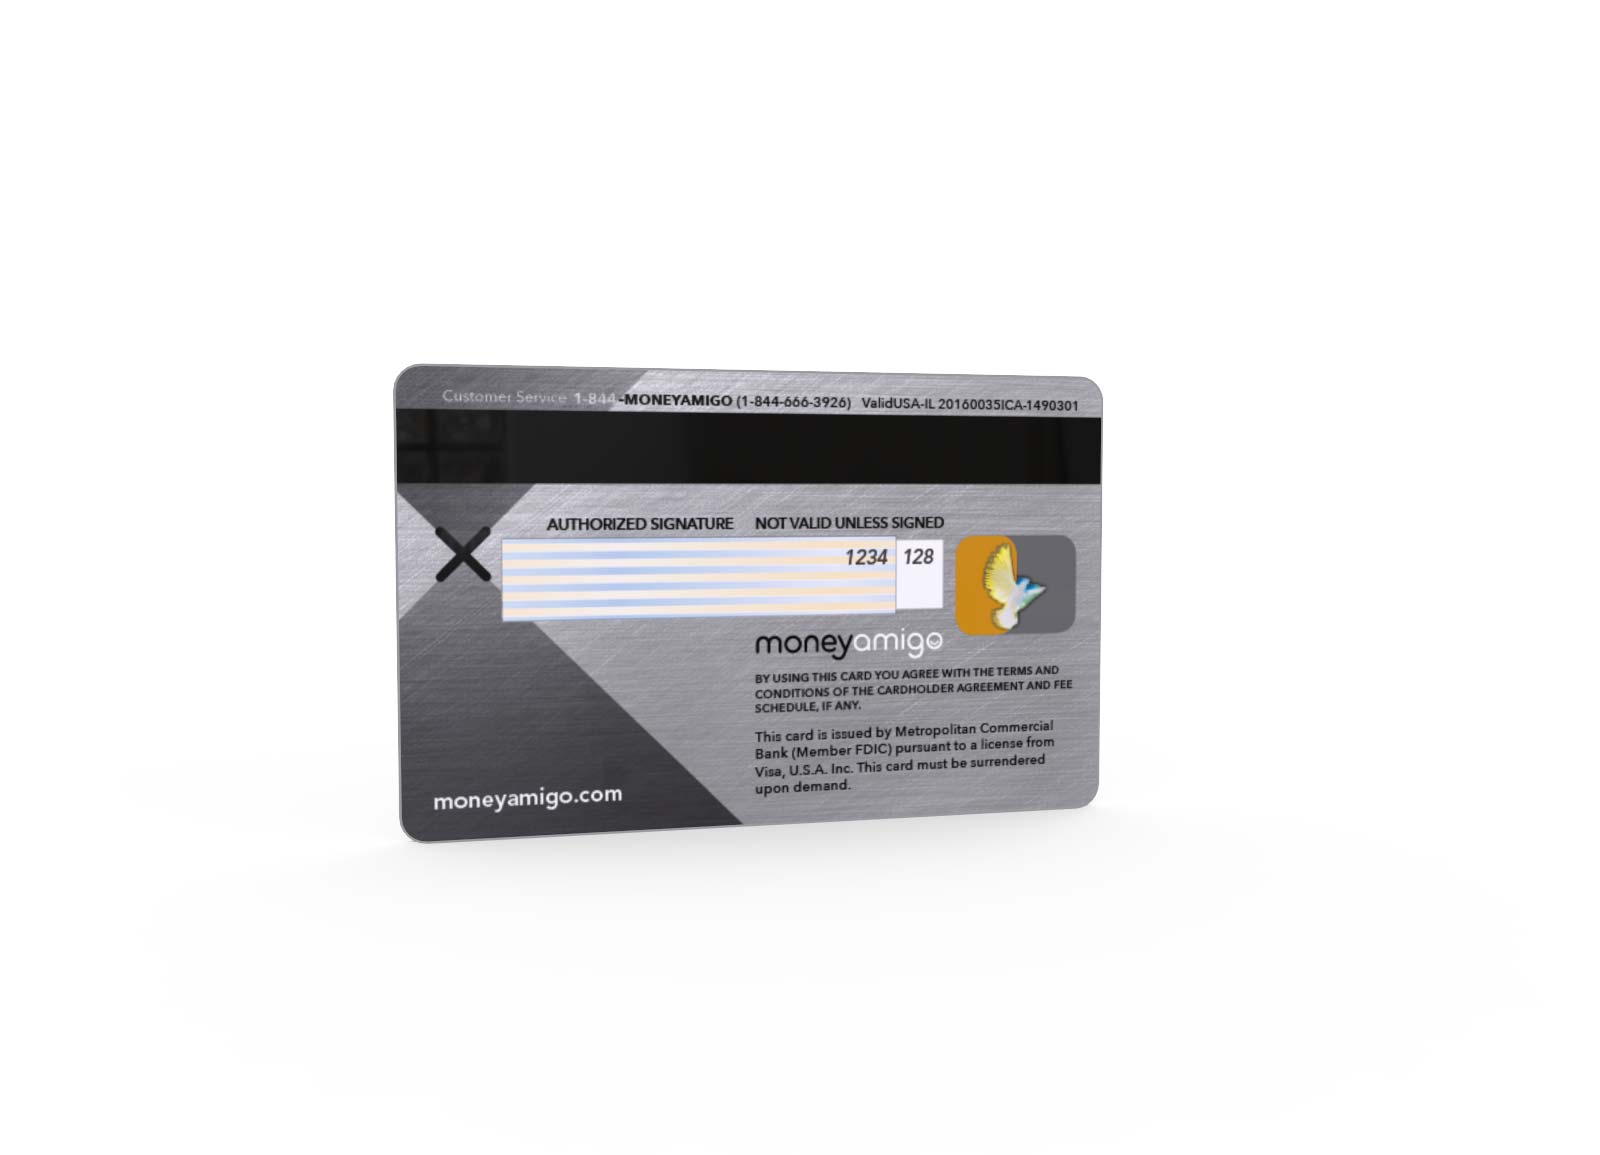 Customer Service 1-844-MONEYAMIGO (1-844-666-3926) ValidUSA-IL 20160035ICA-1490301
AUTHORIZED SIGNATURE NOT VALID UNLESS SIGNED
1234 128
moneyamigo
BY USING THIS CARD YOU AGREE WITH THE TERMS AND
CONDITIONS OF THE CARDHOLDER AGREEMENT AND FEE
SCHEDULE, IF ANY.
This card is issued by Metropolitan Commercial
Bank (Member FDIC) pursuant to a license from
Visa, U.S.A. Inc. This card must be surrendered
upon demand.
moneyamigo.com